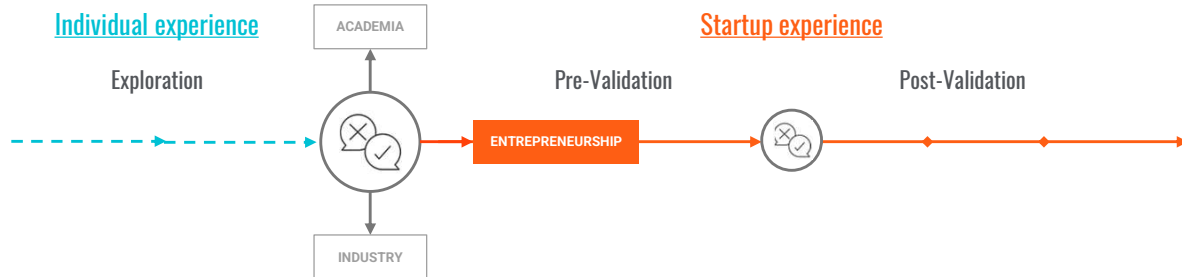 Individual experience
ACADEMIA
Startup experience
Exploration
Pre-Validation
Post-Validation
ENTREPRENEURSHIP
INDUSTRY